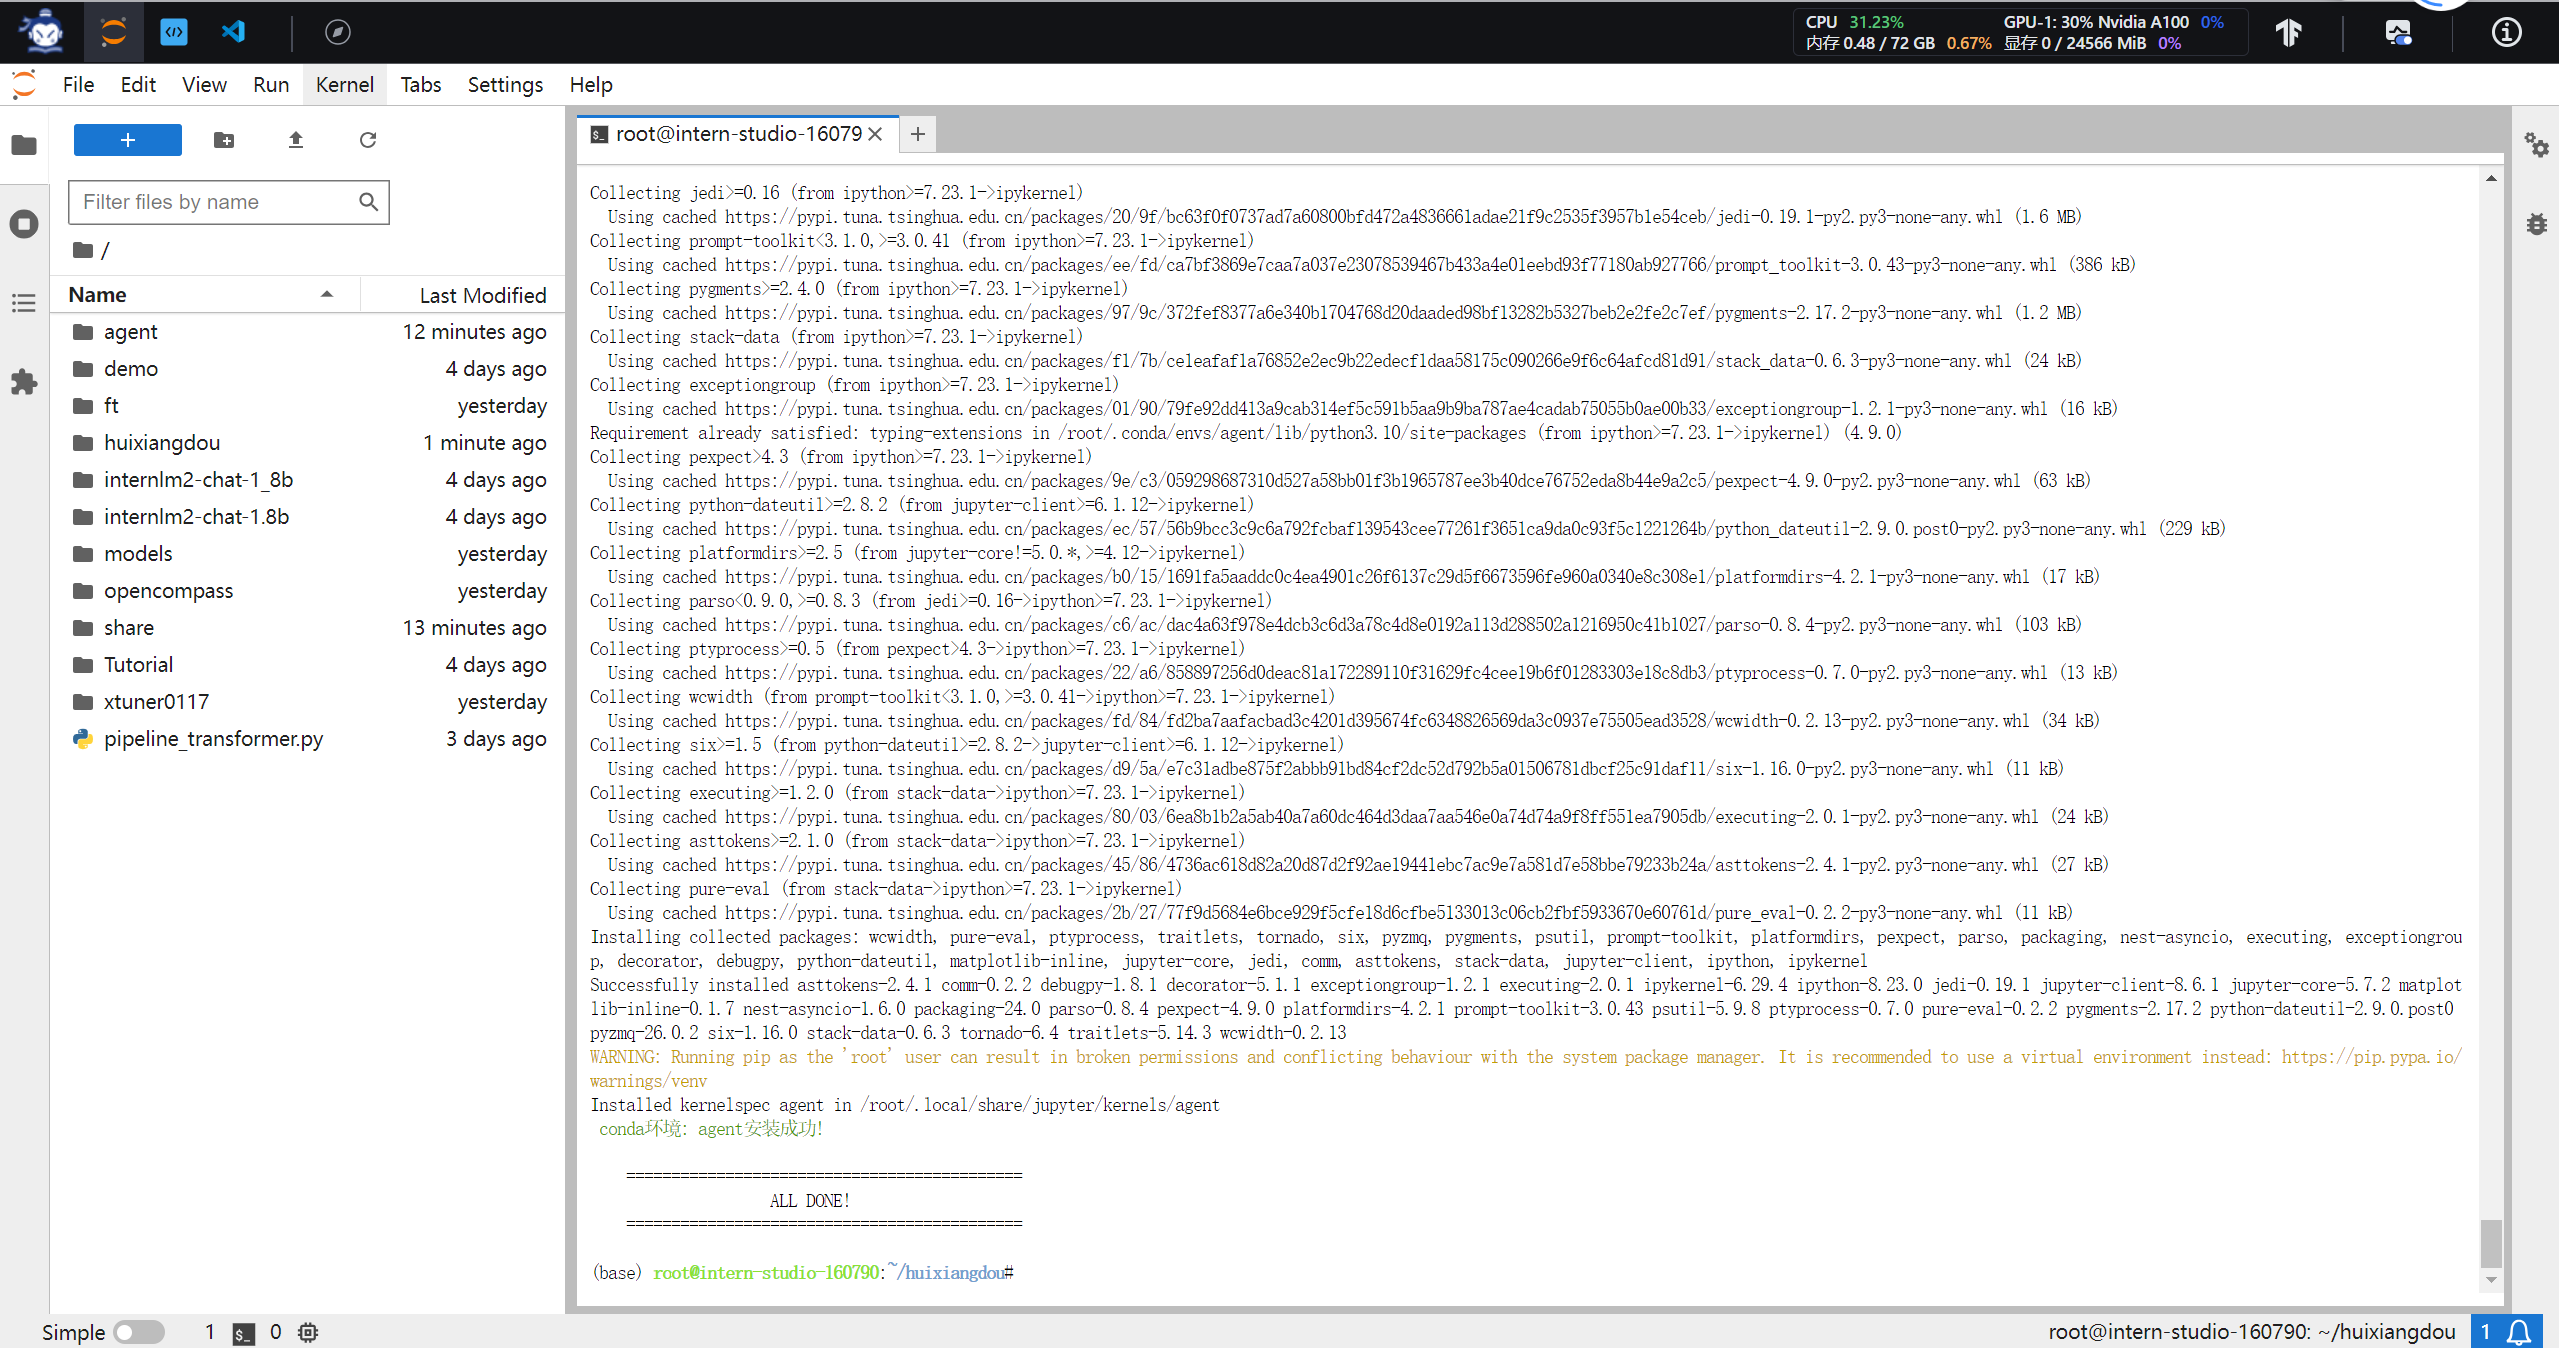 CPU 31.23% GPU-1: 30% Nvidia A100 0%
内存 0.48 / 72 GB 0.67% 显存 0 / 24566 MiB 0%
File Edit View Run Kernel Tabs Settings Help
+
Filter files by name
/
Name Last Modified
agent 12 minutes ago
demo 4 days ago
ft yesterday
huixiangdou 1 minute ago
internlm2-chat-1_8b 4 days ago
internlm2-chat-1.8b 4 days ago
models yesterday
opencompass yesterday
share 13 minutes ago
Tutorial 4 days ago
xtuner0117 yesterday
pipeline_transformer.py 3 days ago
root@intern-studio-16079
Collecting jedi>=0.16 (from ipython>=7.23.1->ipykernel)
Using cached https://pypi.tuna.tsinghua.edu.cn/packages/20/9f/bc63f0f0737ad7a60800bfd472a4836661adae21f9c2535f3957b1e54ceb/jedi-0.19.1-py2.py3-none-any.whl (1.6 MB)
Collecting prompt-toolkit<3.1.0,>=3.0.41 (from ipython>=7.23.1->ipykernel)
Using cached https://pypi.tuna.tsinghua.edu.cn/packages/ee/fd/ca7bf3869e7caa7a037e23078539467b433a4e01eebd93f77180ab927766/prompt_toolkit-3.0.43-py3-none-any.whl (386 kB)
Collecting pygments>=2.4.0 (from ipython>=7.23.1->ipykernel)
Using cached https://pypi.tuna.tsinghua.edu.cn/packages/97/9c/372fef8377a6e340b1704768d20daaded98bf13282b5327beb2e2fe2c7ef/pygments-2.17.2-py3-none-any.whl (1.2 MB)
Collecting stack-data (from ipython>=7.23.1->ipykernel)
Using cached https://pypi.tuna.tsinghua.edu.cn/packages/f1/7b/ce1eafaf1a76852e2ec9b22edecf1daa58175c090266e9f6c64afcd81d91/stack_data-0.6.3-py3-none-any.whl (24 kB)
Collecting exceptiongroup (from ipython>=7.23.1->ipykernel)
Using cached https://pypi.tuna.tsinghua.edu.cn/packages/01/90/79fe92dd413a9cab314ef5c591b5aa9b9ba787ae4cadab75055b0ae00b33/exceptiongroup-1.2.1-py3-none-any.whl (16 kB)
Requirement already satisfied: typing-extensions in /root/.conda/envs/agent/lib/python3.10/site-packages (from ipython>=7.23.1->ipykernel) (4.9.0)
Collecting pexpect>4.3 (from ipython>=7.23.1->ipykernel)
Using cached https://pypi.tuna.tsinghua.edu.cn/packages/9e/c3/059298687310d527a58bb01f3b1965787ee3b40dce76752eda8b44e9a2c5/pexpect-4.9.0-py2.py3-none-any.whl (63 kB)
Collecting python-dateutil>=2.8.2 (from jupyter-client>=6.1.12->ipykernel)
Using cached https://pypi.tuna.tsinghua.edu.cn/packages/ec/57/56b9bcc3c9c6a792fcbaf139543cee77261f3651ca9da0c93f5c1221264b/python_dateutil-2.9.0.post0-py2.py3-none-any.whl (229 kB)
Collecting platformdirs>=2.5 (from jupyter-core!=5.0.*,>=4.12->ipykernel)
Using cached https://pypi.tuna.tsinghua.edu.cn/packages/b0/15/1691fa5aaddc0c4ea4901c26f6137c29d5f6673596fe960a0340e8c308e1/platformdirs-4.2.1-py3-none-any.whl (17 kB)
Collecting parso<0.9.0,>=0.8.3 (from jedi>=0.16->ipython>=7.23.1->ipykernel)
Using cached https://pypi.tuna.tsinghua.edu.cn/packages/c6/ac/dac4a63f978e4dcb3c6d3a78c4d8e0192a113d288502a1216950c41b1027/parso-0.8.4-py2.py3-none-any.whl (103 kB)
Collecting ptyprocess>=0.5 (from pexpect>4.3->ipython>=7.23.1->ipykernel)
Using cached https://pypi.tuna.tsinghua.edu.cn/packages/22/a6/858897256d0deac81a172289110f31629fc4cee19b6f01283303e18c8db3/ptyprocess-0.7.0-py2.py3-none-any.whl (13 kB)
Collecting wcwidth (from prompt-toolkit<3.1.0,>=3.0.41->ipython>=7.23.1->ipykernel)
Using cached https://pypi.tuna.tsinghua.edu.cn/packages/fd/84/fd2ba7aafacbad3c4201d395674fc6348826569da3c0937e75505ead3528/wcwidth-0.2.13-py2.py3-none-any.whl (34 kB)
Collecting six>=1.5 (from python-dateutil>=2.8.2->jupyter-client>=6.1.12->ipykernel)
Using cached https://pypi.tuna.tsinghua.edu.cn/packages/d9/5a/e7c31adbe875f2abbb91bd84cf2dc52d792b5a01506781dbcf25c91daf11/six-1.16.0-py2.py3-none-any.whl (11 kB)
Collecting executing>=1.2.0 (from stack-data->ipython>=7.23.1->ipykernel)
Using cached https://pypi.tuna.tsinghua.edu.cn/packages/80/03/6ea8b1b2a5ab40a7a60dc464d3daa7aa546e0a74d74a9f8ff551ea7905db/executing-2.0.1-py2.py3-none-any.whl (24 kB)
Collecting asttokens>=2.1.0 (from stack-data->ipython>=7.23.1->ipykernel)
Using cached https://pypi.tuna.tsinghua.edu.cn/packages/45/86/4736ac618d82a20d87d2f92ae19441ebc7ac9e7a581d7e58bbe79233b24a/asttokens-2.4.1-py2.py3-none-any.whl (27 kB)
Collecting pure-eval (from stack-data->ipython>=7.23.1->ipykernel)
Using cached https://pypi.tuna.tsinghua.edu.cn/packages/2b/27/77f9d5684e6bce929f5cfe18d6cfbe5133013c06cb2fbf5933670e60761d/pure_eval-0.2.2-py3-none-any.whl (11 kB)
Installing collected packages: wcwidth, pure-eval, ptyprocess, traitlets, tornado, six, pyzmq, pygments, psutil, prompt-toolkit, platformdirs, pexpect, parso, packaging, nest-asyncio, executing, exceptiongrou
p, decorator, debugpy, python-dateutil, matplotlib-inline, jupyter-core, jedi, comm, asttokens, stack-data, jupyter-client, ipython, ipykernel
Successfully installed asttokens-2.4.1 comm-0.2.2 debugpy-1.8.1 decorator-5.1.1 exceptiongroup-1.2.1 executing-2.0.1 ipykernel-6.29.4 ipython-8.23.0 jedi-0.19.1 jupyter-client-8.6.1 jupyter-core-5.7.2 matplot
lib-inline-0.1.7 nest-asyncio-1.6.0 packaging-24.0 parso-0.8.4 pexpect-4.9.0 platformdirs-4.2.1 prompt-toolkit-3.0.43 psutil-5.9.8 ptyprocess-0.7.0 pure-eval-0.2.2 pygments-2.17.2 python-dateutil-2.9.0.post0
pyzmq-26.0.2 six-1.16.0 stack-data-0.6.3 tornado-6.4 traitlets-5.14.3 wcwidth-0.2.13
WARNING: Running pip as the 'root' user can result in broken permissions and conflicting behaviour with the system package manager. It is recommended to use a virtual environment instead: https://pip.pypa.io/
warnings/venv
Installed kernelspec agent in /root/.local/share/jupyter/kernels/agent
conda环境: agent安装成功!
============================================
ALL DONE!
============================================
(base) root@intern-studio-160790:~/huixiangdou#
Simple 1 $_ 0 root@intern-studio-160790: ~/huixiangdou 1